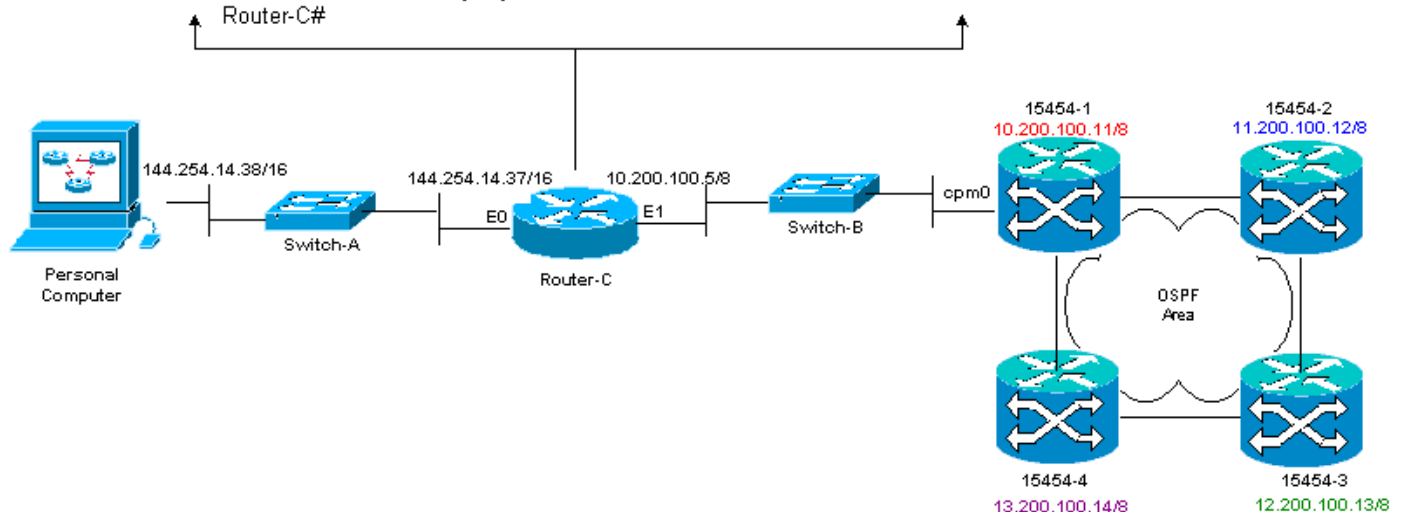 Router-C#
15454-1
10.200.100.11/8
15454-2
11.200.100.12/8
144.254.14.38/16
144.254.14.37/16
10.200.100.5/8
cpm0
E0
E1
Switch-A
Switch-B
Personal
Computer
Router-C
OSPF
Area
15454-4
13.200.100.14/8
15454-3
12.200.100.13/8